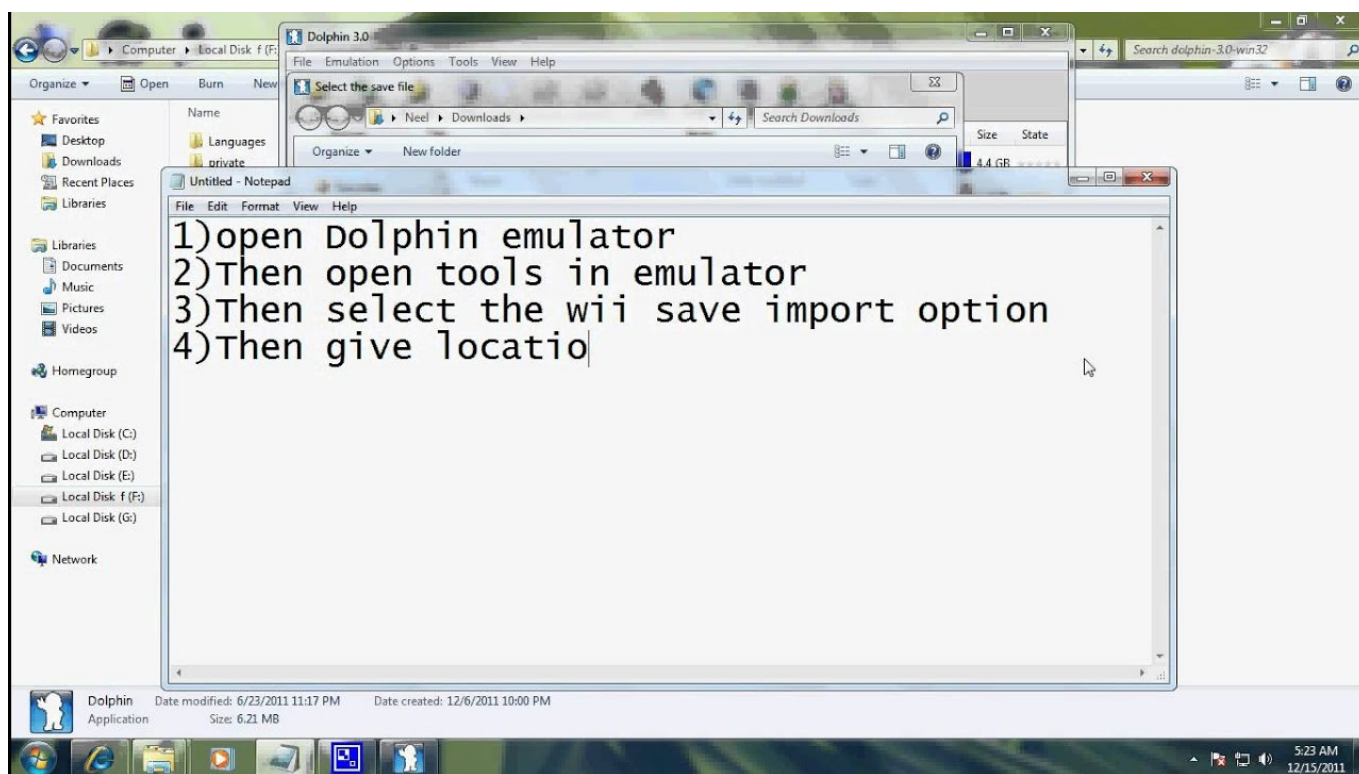 Computer ▸ Local Disk f (F:
Search dolphin-3.0-win32
Organize
Open
Burn
New
Dolphin 3.0
File Emulation Options Tools View Help
Select the save file
Neel ▸ Downloads ▸
Search Downloads
Organize
New folder
Size
State
4.4 GB
Favorites
Desktop
Downloads
Recent Places
Libraries
Libraries
Documents
Music
Pictures
Videos
Homegroup
Computer
Local Disk (C:)
Local Disk (D:)
Local Disk (E:)
Local Disk f (F:)
Local Disk (G:)
Network
Name
Languages
private
Untitled - Notepad
File Edit Format View Help
1)open Dolphin emulator
2)Then open tools in emulator
3)Then select the wii save import option
4)Then give locatio
Dolphin
Date modified: 6/23/2011 11:17 PM
Date created: 12/6/2011 10:00 PM
Application
Size: 6.21 MB
5:23 AM
12/15/2011